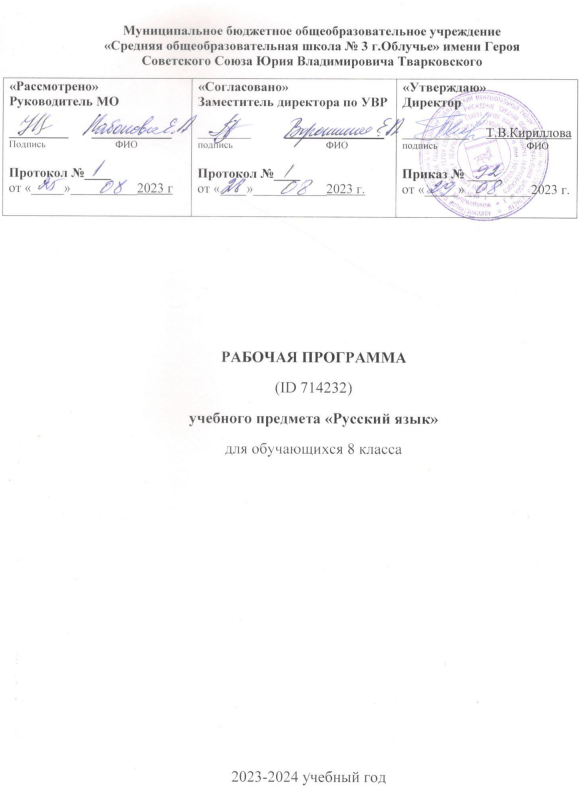 Муниципальное бюджетное общеобразовательное учреждение
«Средняя общеобразовательная школа № 3 г.Облучье» имени Героя
Советского Союза Юрия Владимировича Тварковского
«Рассмотрено»
Руководитель МО
Подпись ФИО
Протокол № 1
от « 25 » 08 2023 г
«Согласовано»
Заместитель директора по УВР
подпись ФИО
Протокол № 1
от « 28 » 08 2023 г.
«Утверждаю»
Директор
Т.В.Кириллова
подпись ФИО
Приказ № 92
от « 29 » 08 2023 г.
РАБОЧАЯ ПРОГРАММА
(ID 714232)
учебного предмета «Русский язык»
для обучающихся 8 класса
2023-2024 учебный год